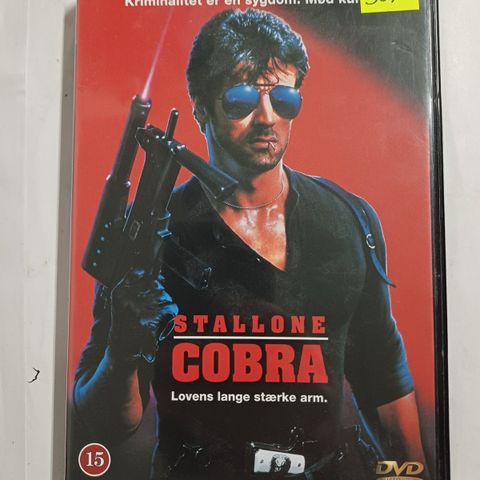 Kriminalitet er en sygdom. Mød
STALLONE
COBRA
Lovens lange stærke arm.
15
DVD